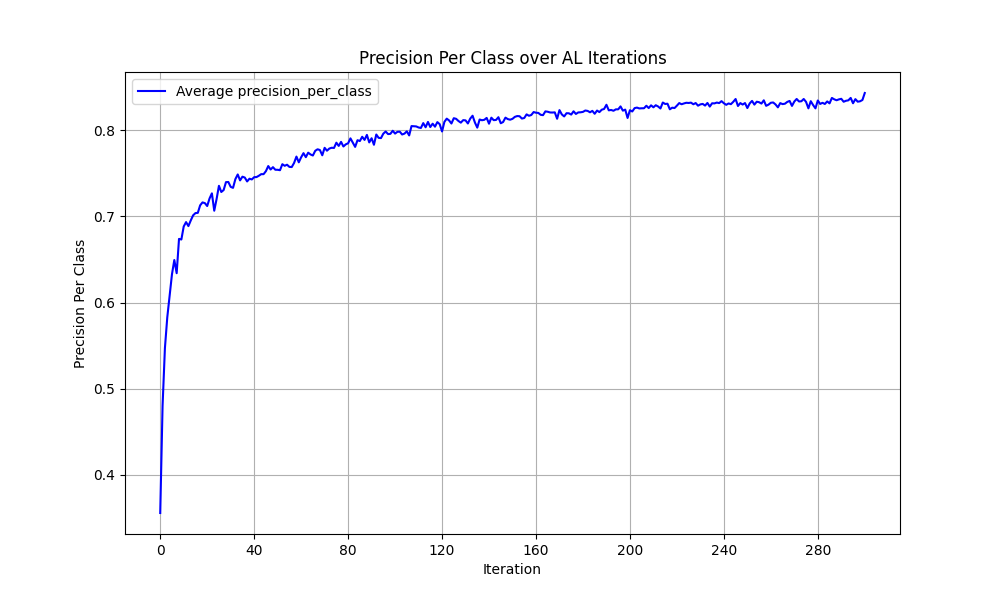 Precision Per Class over AL Iterations
Average precision_per_class
Precision Per Class
0.8
0.7
0.6
0.5
0.4
0 40 80 120 160 200 240 280
Iteration